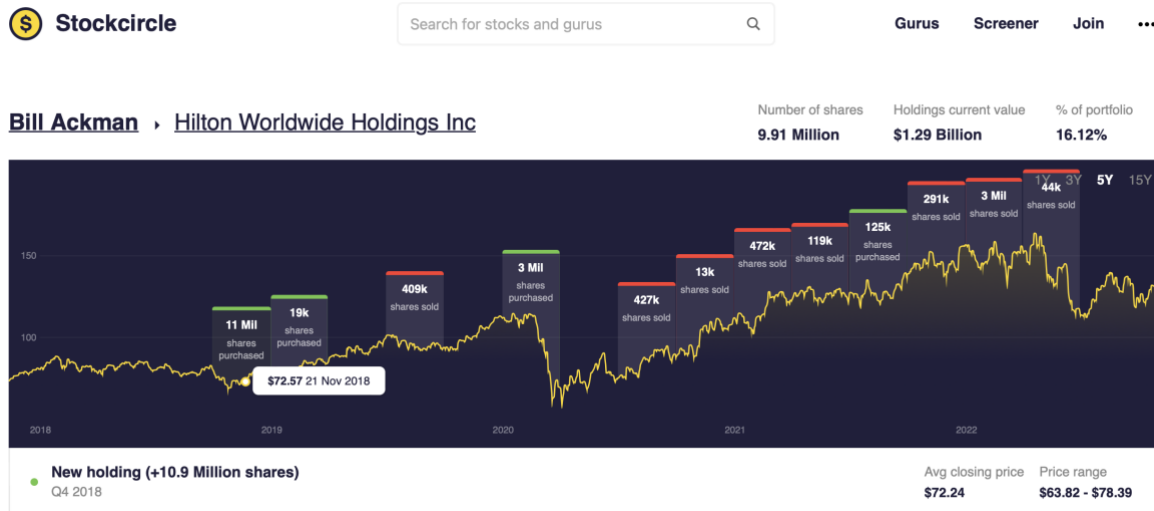 Stockcircle
Search for stocks and gurus
Gurus Screener Join
Bill Ackman Hilton Worldwide Holdings Inc
Number of shares
9.91 Million
Holdings current value
$1.29 Billion
% of portfolio
16.12%
1Y 3Y 5Y 15Y
150
100
11 Mil
shares
purchased
19k
shares
purchased
409k
shares sold
3 Mil
shares
purchased
427k
shares sold
13k
shares sold
472k
shares sold
119k
shares sold
125k
shares
purchased
291k
shares sold
3 Mil
shares sold
44k
shares sold
$72.57 21 Nov 2018
2018 2019 2020 2021 2022
New holding (+10.9 Million shares)
Q4 2018
Avg closing price
$72.24
Price range
$63.82 - $78.39